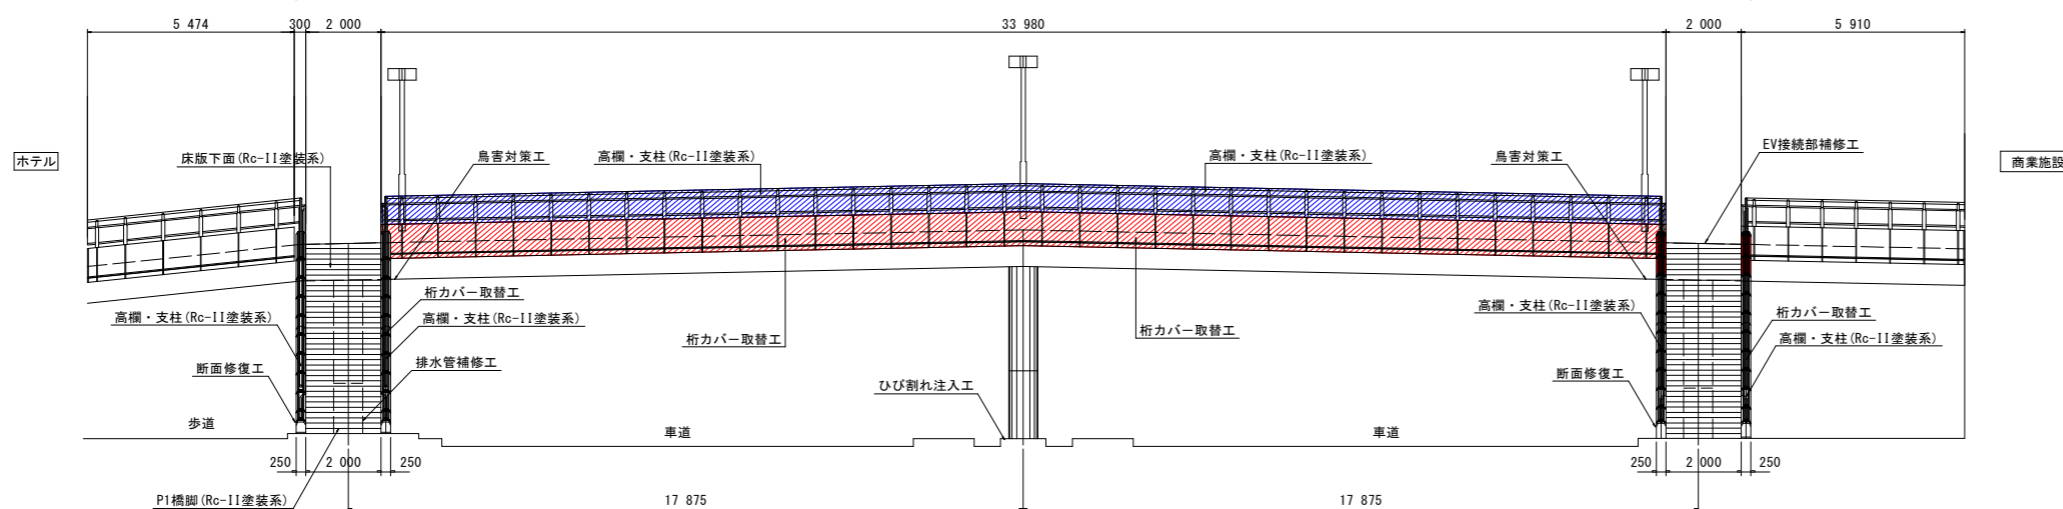 5 474
300
2 000
33 980
2 000
5 910
ホテル
床版下面(Rc-II塗装系)
鳥害対策工
高欄・支柱(Rc-II塗装系)
高欄・支柱(Rc-II塗装系)
鳥害対策工
EV接続部補修工
商業施設
高欄・支柱(Rc-II塗装系)
断面修復工
桁カバー取替工
高欄・支柱(Rc-II塗装系)
排水管補修工
桁カバー取替工
ひび割れ注入工
桁カバー取替工
高欄・支柱(Rc-II塗装系)
断面修復工
桁カバー取替工
高欄・支柱(Rc-II塗装系)
歩道
車道
車道
250
2 000
250
250
2 000
250
P1橋脚(Rc-II塗装系)
17 875
17 875